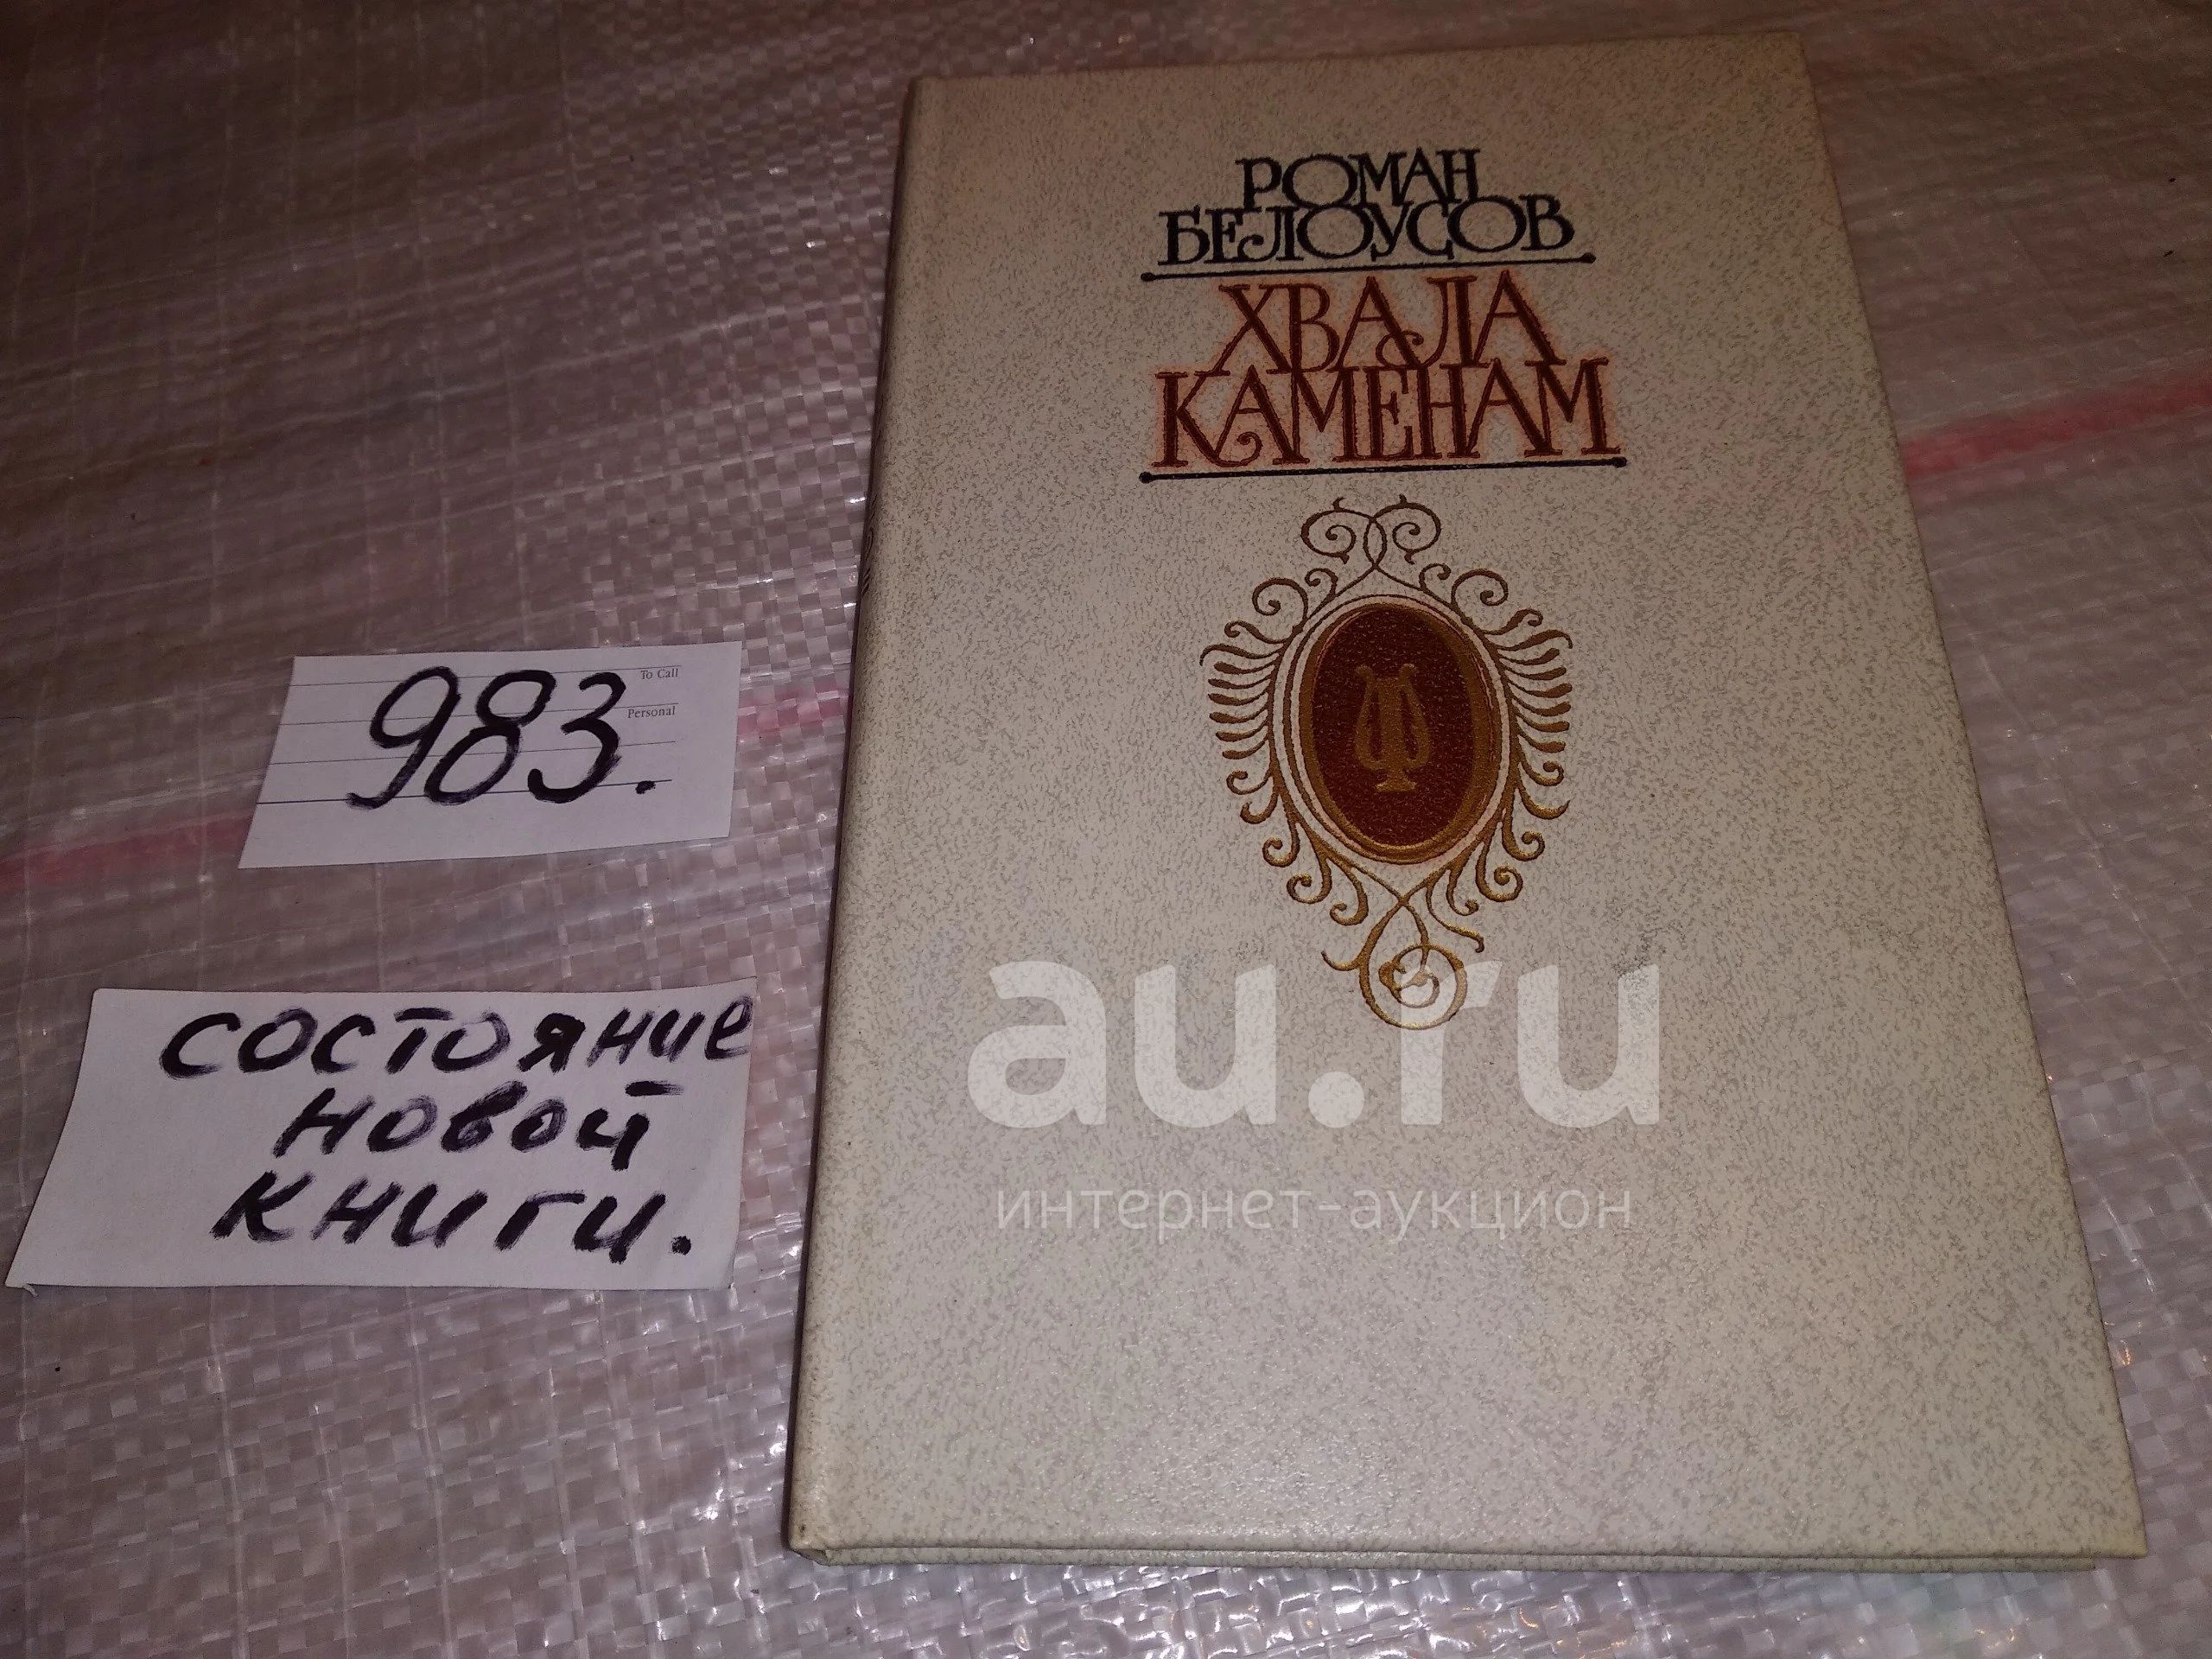 РОМАН
БЕЛОУСОВ
ХВАЛА
КАМЕНАМ
To Call
Personal
983.
состояние
новой
книги.
au.ru
интернет-аукцион